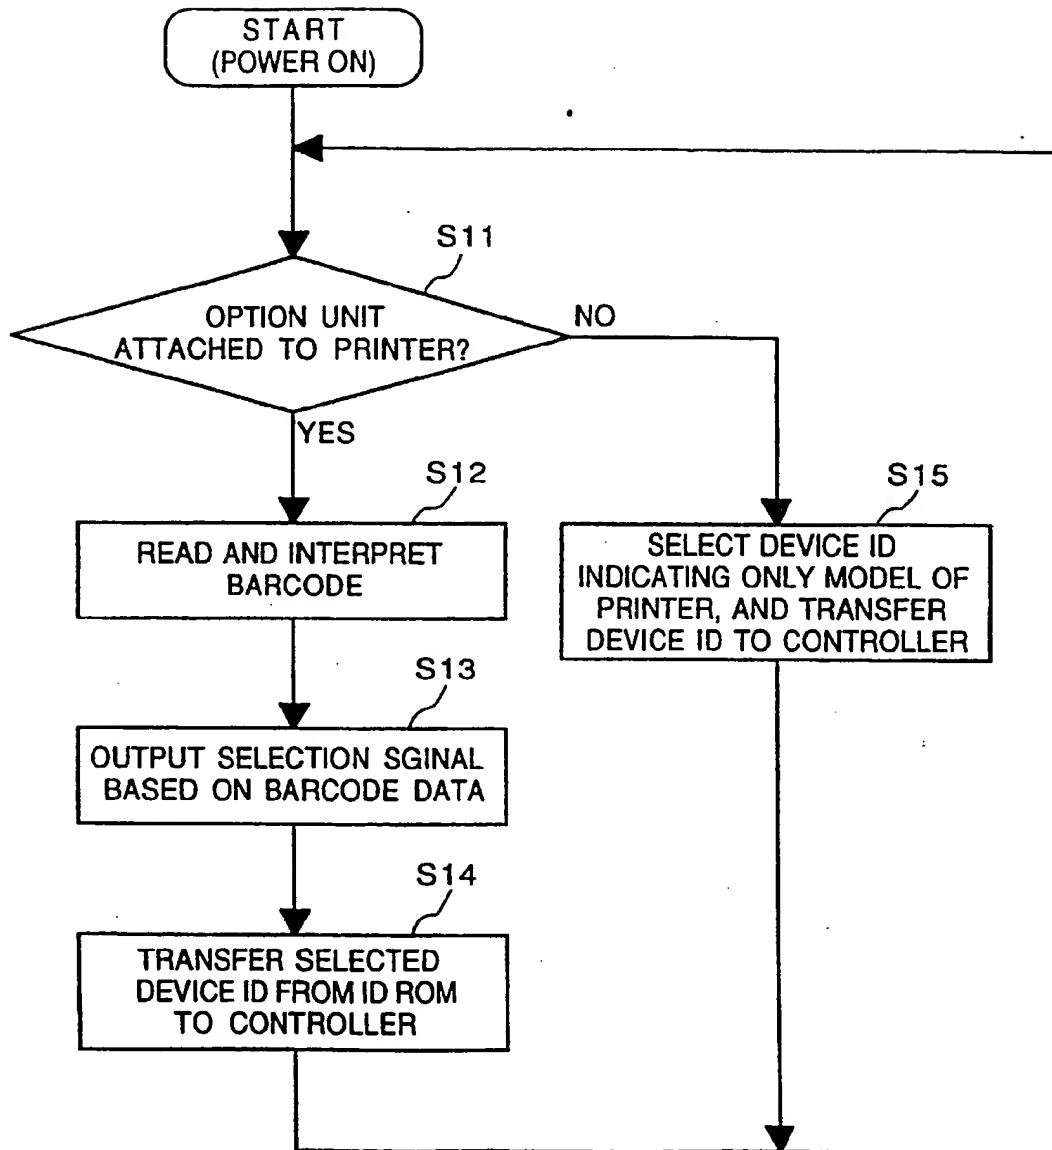 START
(POWER ON)
S11
OPTION UNIT
ATTACHED TO PRINTER?
NO
YES
S12
READ AND INTERPRET
BARCODE
S15
SELECT DEVICE ID
INDICATING ONLY MODEL OF
PRINTER, AND TRANSFER
DEVICE ID TO CONTROLLER
S13
OUTPUT SELECTION SGINAL
BASED ON BARCODE DATA
S14
TRANSFER SELECTED
DEVICE ID FROM ID ROM
TO CONTROLLER